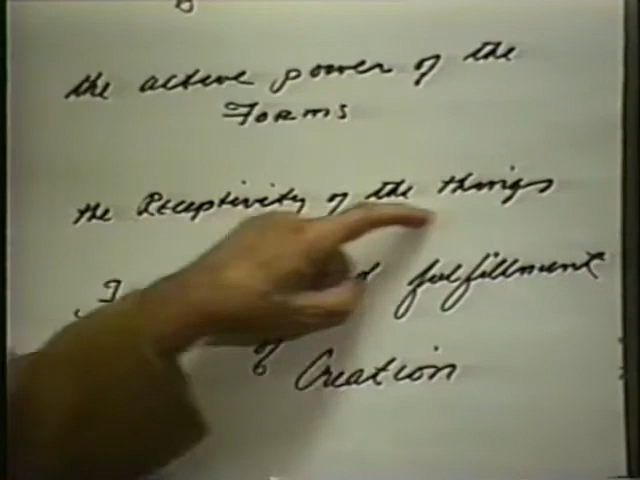 the active power of the
Forms
the Receptivity of the things
fulfillment
of Creation